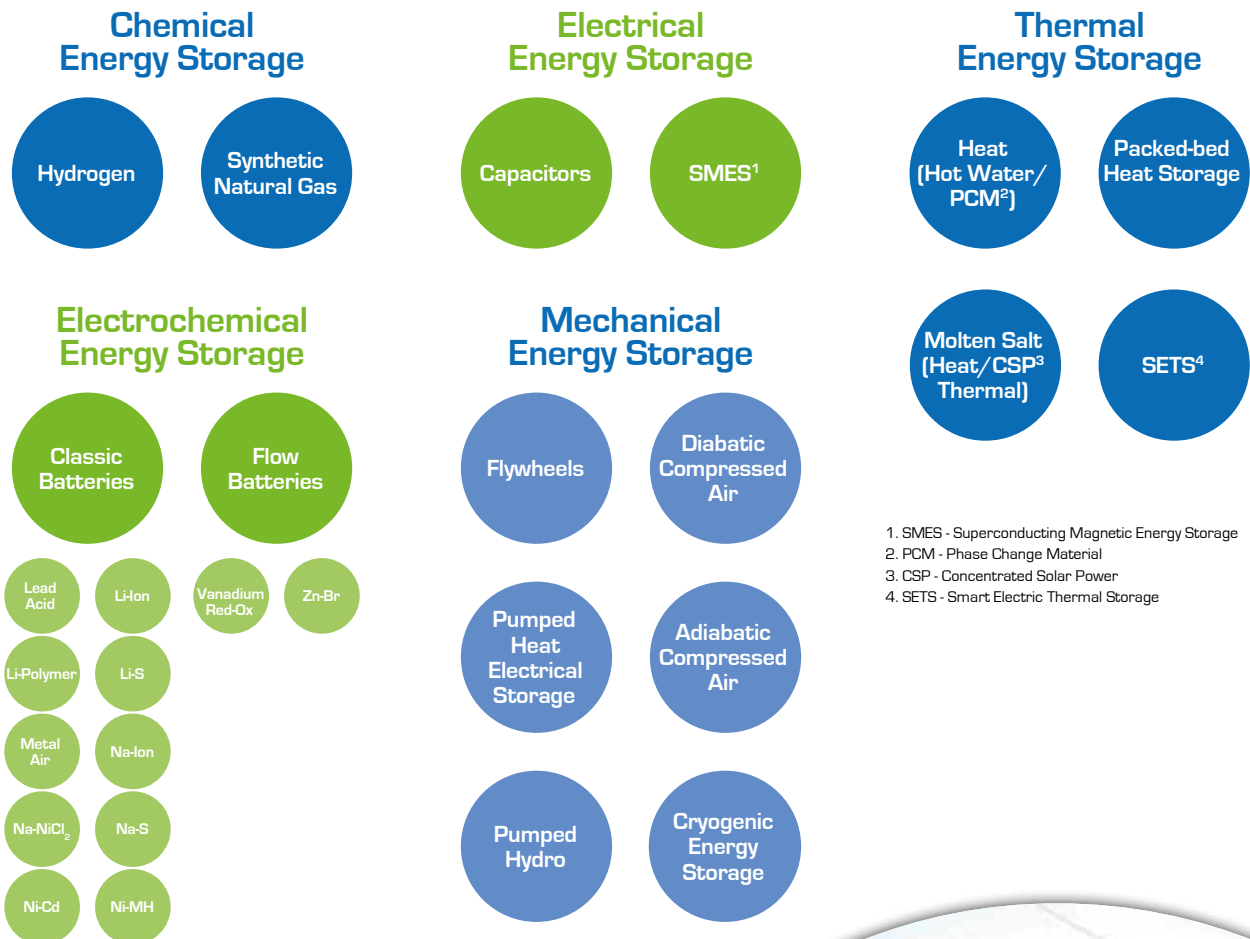 Chemical
Energy Storage
Hydrogen
Synthetic
Natural Gas
Electrical
Energy Storage
Capacitors
SMES¹
Thermal
Energy Storage
Heat
(Hot Water/
PCM²)
Packed-bed
Heat Storage
Molten Salt
(Heat/CSP³
Thermal)
SETS⁴
Electrochemical
Energy Storage
Classic
Batteries
Flow
Batteries
Lead
Acid
Li-Ion
Vanadium
Red-Ox
Zn-Br
Li-Polymer
Li-S
Metal
Air
Na-Ion
Na-NiCl₂
Na-S
Ni-Cd
Ni-MH
Mechanical
Energy Storage
Flywheels
Diabatic
Compressed
Air
Pumped
Heat
Electrical
Storage
Adiabatic
Compressed
Air
Pumped
Hydro
Cryogenic
Energy
Storage
1. SMES - Superconducting Magnetic Energy Storage
2. PCM - Phase Change Material
3. CSP - Concentrated Solar Power
4. SETS - Smart Electric Thermal Storage